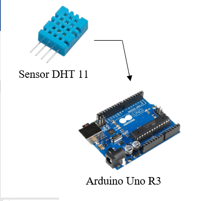 Sensor DHT 11
Arduino Uno R3